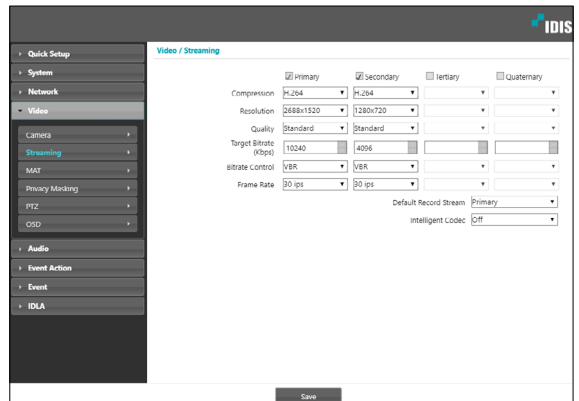 IDIS
Quick Setup
System
Network
Video
Camera
Streaming
MAT
Privacy Masking
PTZ
OSD
Audio
Event Action
Event
IDLA
Video / Streaming
Primary Secondary Tertiary Quaternary
Compression H.264 H.264
Resolution 2688x1520 1280x720
Quality Standard Standard
Target Bitrate
(Kbps) 10240 4096
Bitrate Control VBR VBR
Frame Rate 30 ips 30 ips
Default Record Stream Primary
Intelligent Codec Off
Save